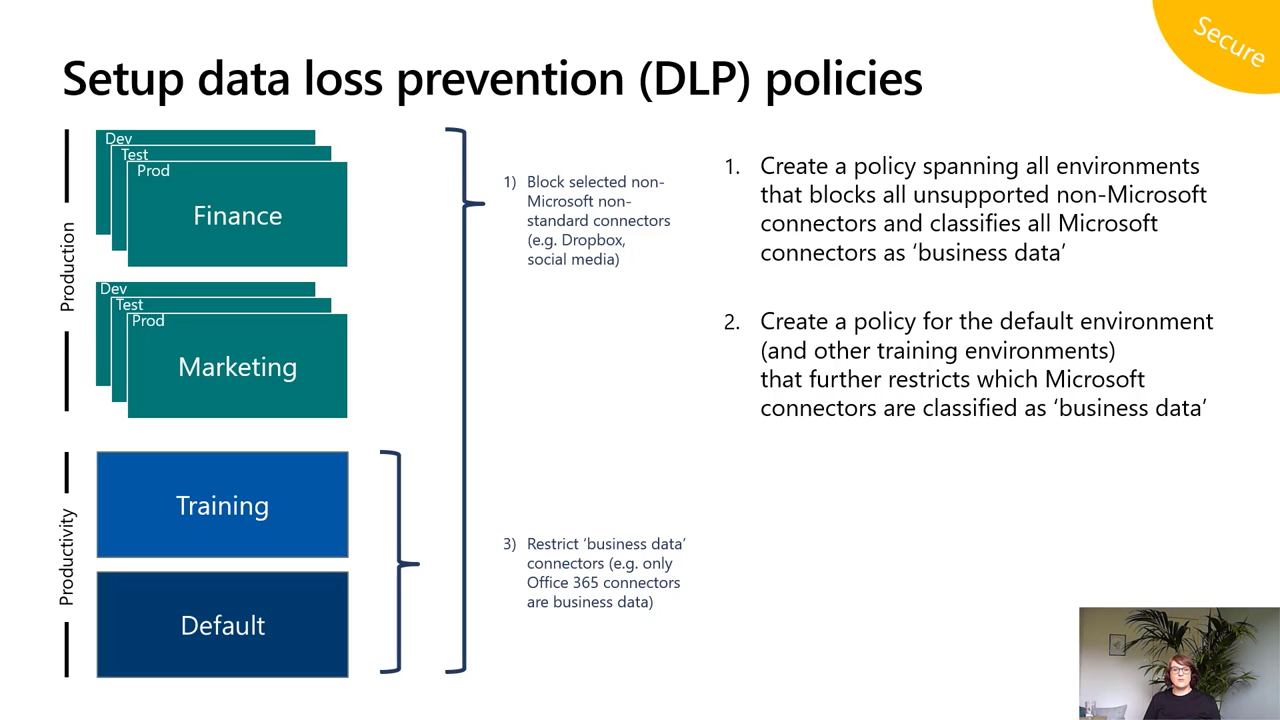 Secure
Setup data loss prevention (DLP) policies
Production
Dev
Test
Prod
Finance
Dev
Test
Prod
Marketing
Productivity
Training
Default
1) Block selected non-
Microsoft non-
standard connectors
(e.g. Dropbox,
social media)
3) Restrict ‘business data’
connectors (e.g. only
Office 365 connectors
are business data)
1. Create a policy spanning all environments
that blocks all unsupported non-Microsoft
connectors and classifies all Microsoft
connectors as ‘business data’
2. Create a policy for the default environment
(and other training environments)
that further restricts which Microsoft
connectors are classified as ‘business data’